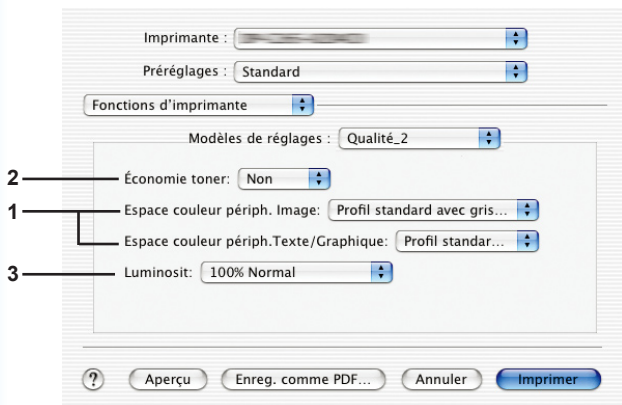 Imprimante :
Préréglages : Standard
Fonctions d'imprimante
Modèles de réglages : Qualité_2
2 Économie toner: Non
1 Espace couleur périph. Image: Profil standard avec gris...
Espace couleur périph.Texte/Graphique: Profil standar...
3 Luminosit: 100% Normal
? Aperçu Enreg. comme PDF... Annuler Imprimer